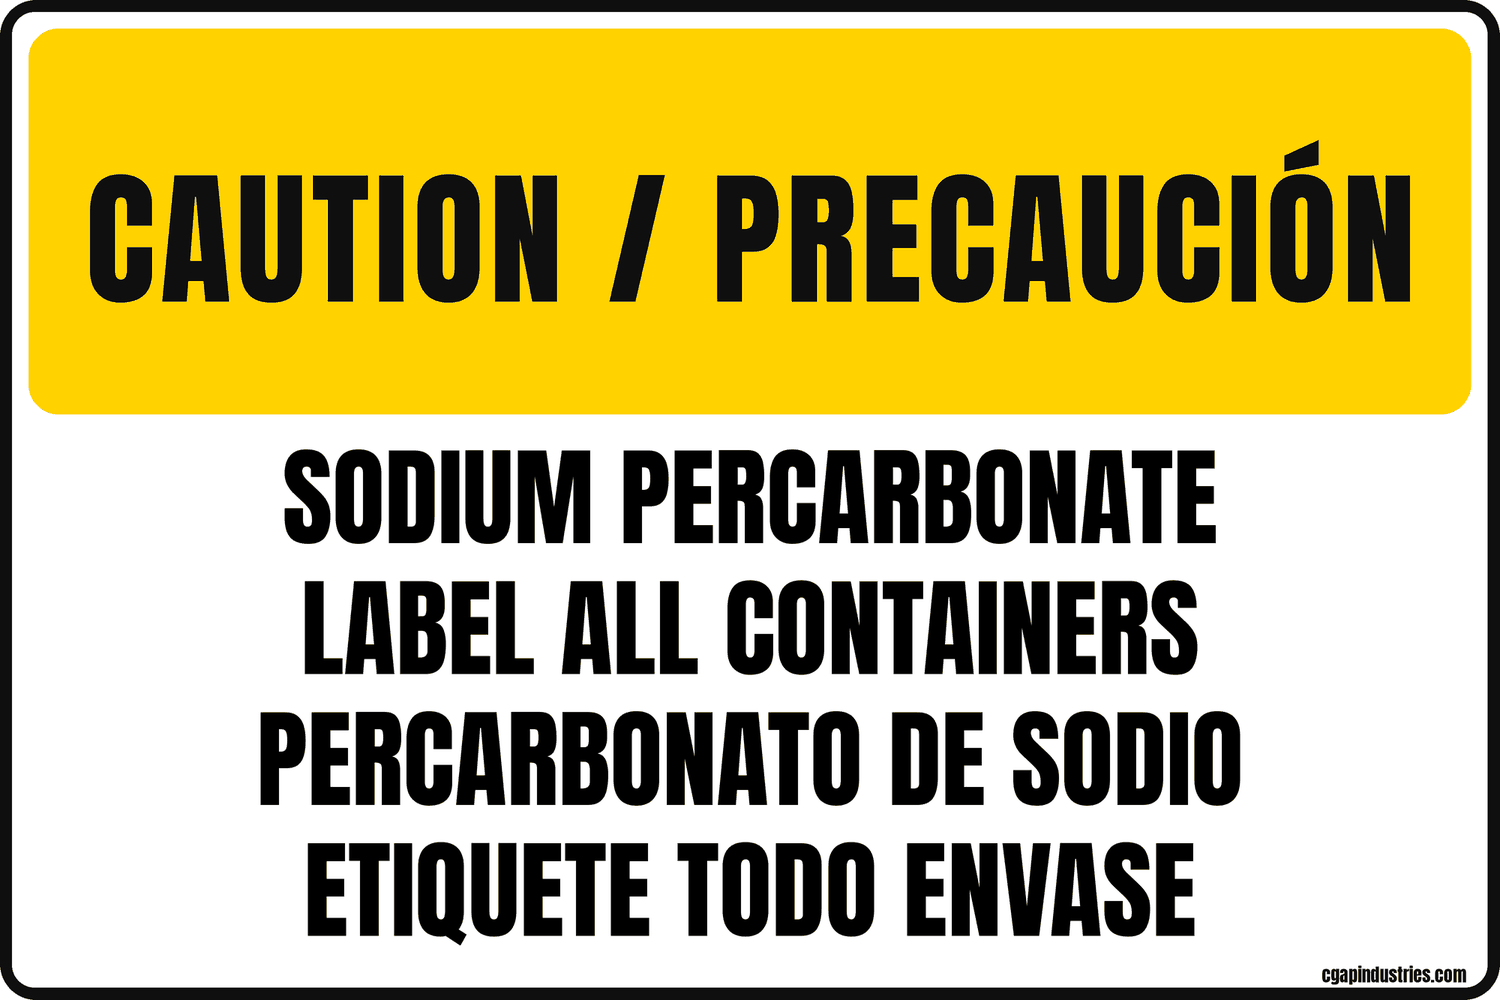 CAUTION / PRECAUCIÓN
SODIUM PERCARBONATE
LABEL ALL CONTAINERS
PERCARBONATO DE SODIO
ETIQUETE TODO ENVASE
cgapindustries.com